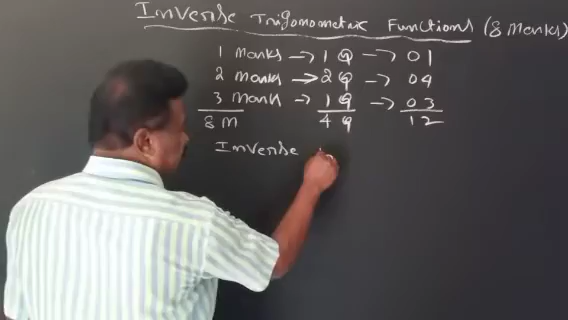 Inverse Trigonometric Functions (8 Marks)
1 Marks → 1 Q → 01
2 Marks → 2 Q → 04
3 Mark → 1 Q → 03
8 M 4 Q 12
Inverse